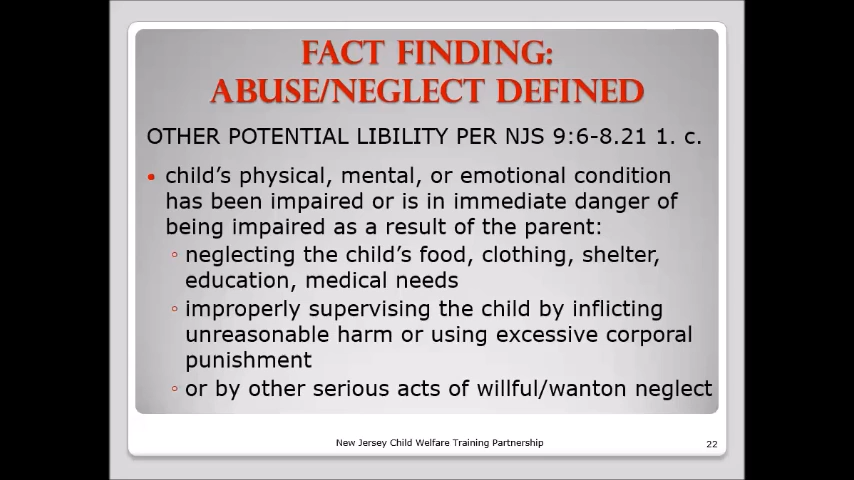 FACT FINDING:
ABUSE/NEGLECT DEFINED
OTHER POTENTIAL LIBILITY PER NJS 9:6-8.21 1. c.
• child's physical, mental, or emotional condition
has been impaired or is in immediate danger of
being impaired as a result of the parent:
◦ neglecting the child's food, clothing, shelter,
education, medical needs
◦ improperly supervising the child by inflicting
unreasonable harm or using excessive corporal
punishment
◦ or by other serious acts of willful/wanton neglect
New Jersey Child Welfare Training Partnership
22